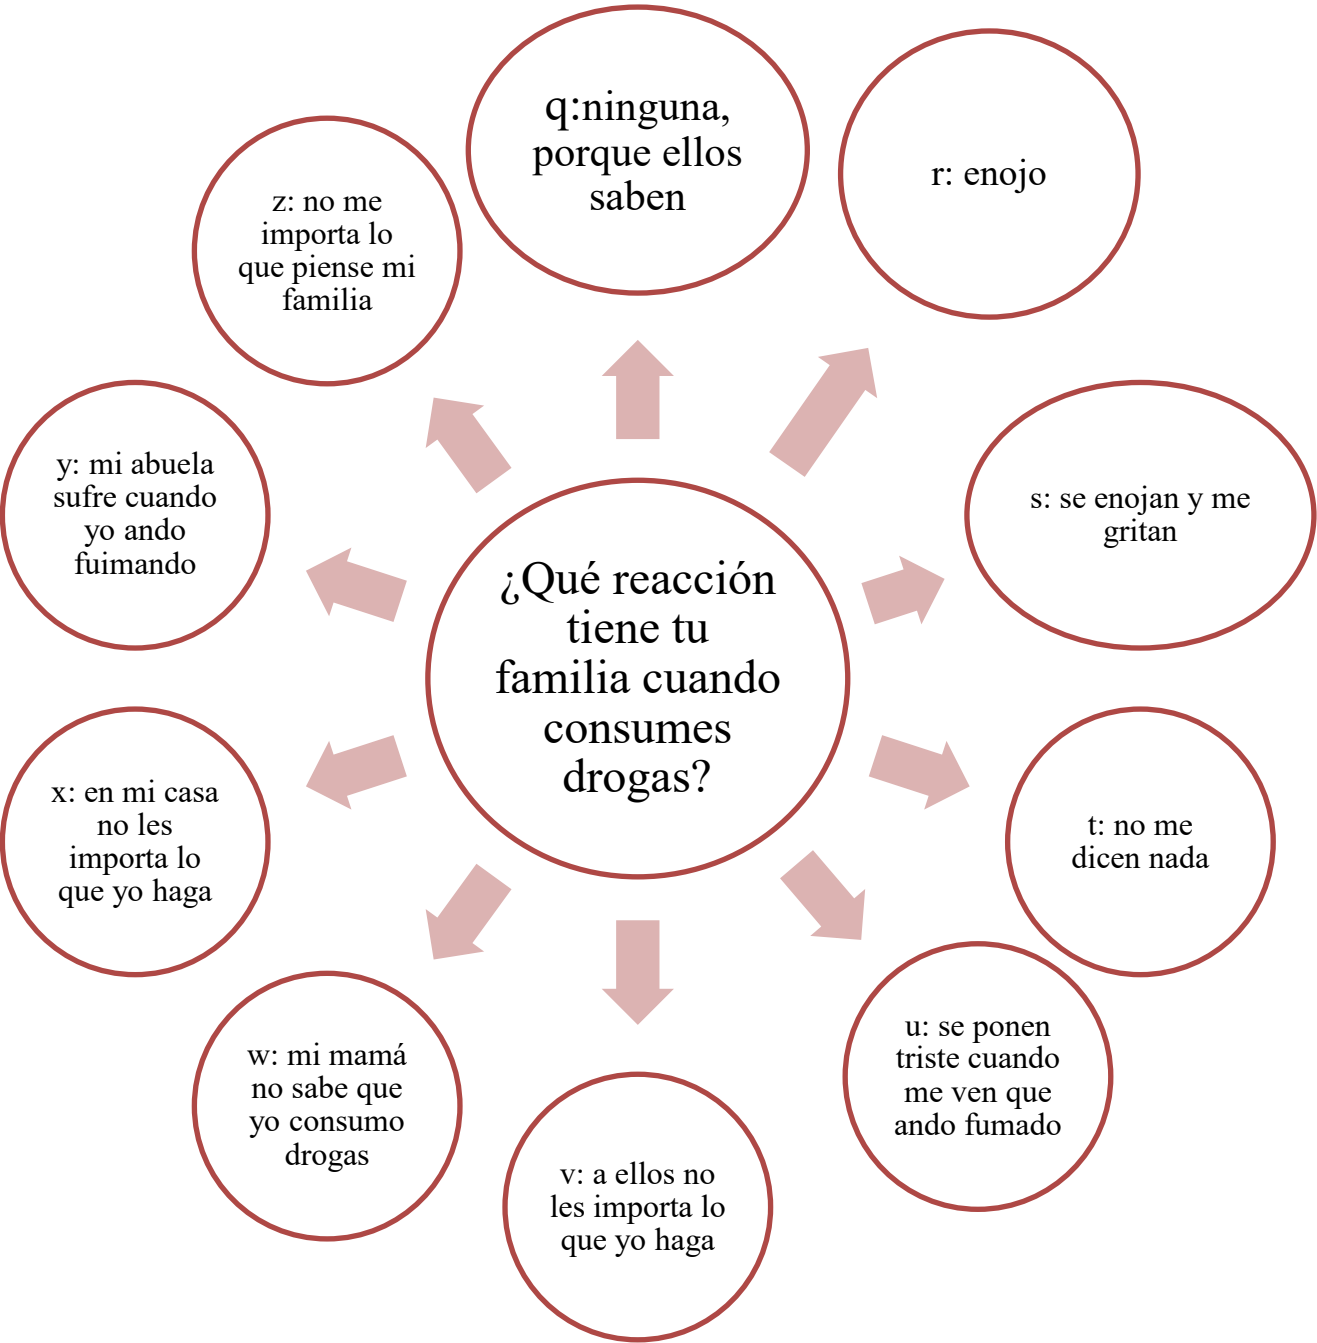 ¿Qué reacción
tiene tu
familia cuando
consumes
drogas?
q:ninguna,
porque ellos
saben
r: enojo
s: se enojan y me
gritan
t: no me
dicen nada
u: se ponen
triste cuando
me ven que
ando fumado
v: a ellos no
les importa lo
que yo haga
w: mi mamá
no sabe que
yo consumo
drogas
x: en mi casa
no les
importa lo
que yo haga
y: mi abuela
sufre cuando
yo ando
fuimando
z: no me
importa lo
que piense mi
familia